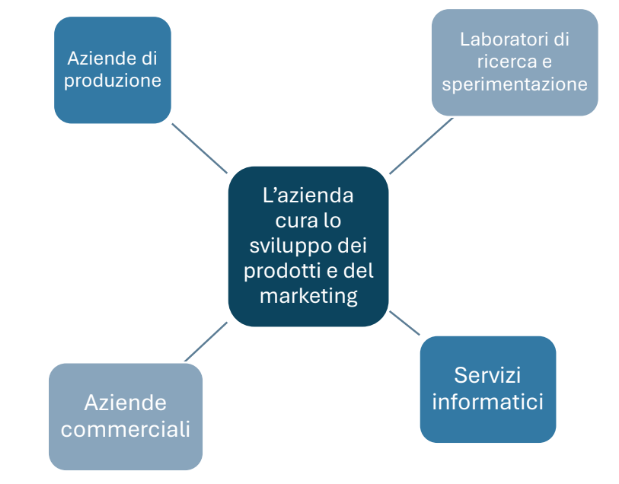 Aziende di
produzione
Laboratori di
ricerca e
sperimentazione
L’azienda
cura lo
sviluppo dei
prodotti e del
marketing
Aziende
commerciali
Servizi
informatici